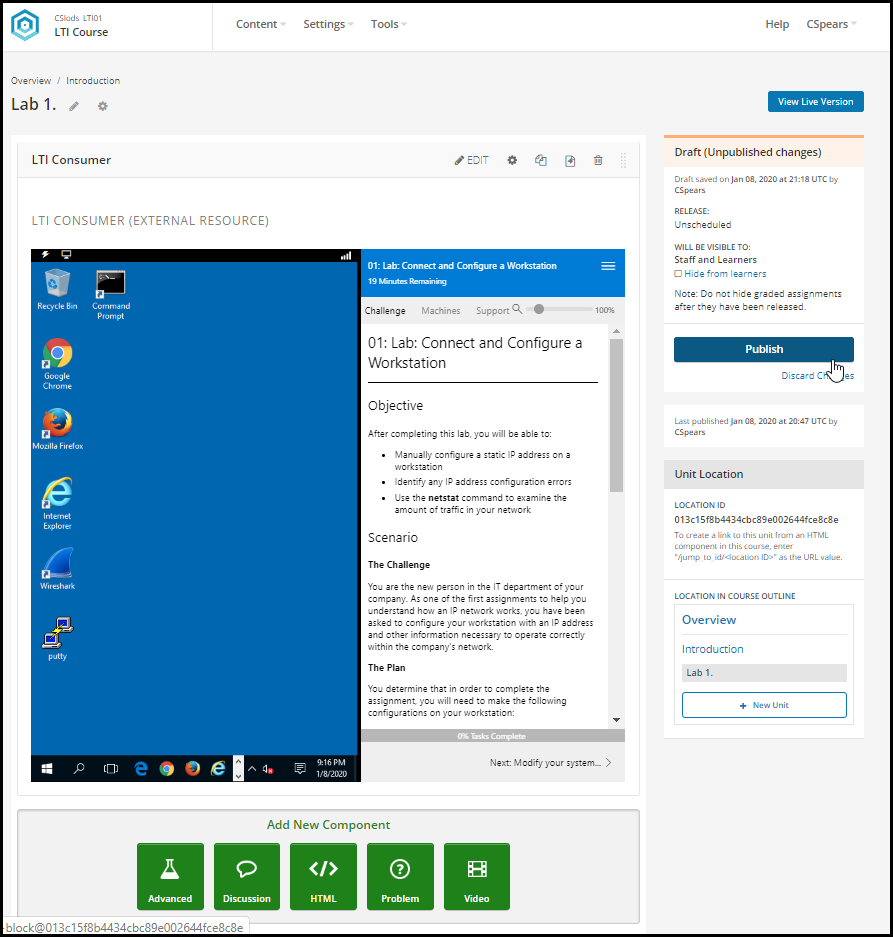 CSlods LTI01
LTI Course
Content
Settings
Tools
Help
CSpears
Overview / Introduction
Lab 1.
View Live Version
LTI Consumer
EDIT
LTI CONSUMER (EXTERNAL RESOURCE)
Recycle Bin
Command
Prompt
Google
Chrome
Mozilla Firefox
Internet
Explorer
Wireshark
putty
9:16 PM
1/8/2020
01: Lab: Connect and Configure a Workstation
19 Minutes Remaining
Challenge
Machines
Support
100%
01: Lab: Connect and Configure a
Workstation
Objective
After completing this lab, you will be able to:
• Manually configure a static IP address on a
workstation
• Identify any IP address configuration errors
• Use the netstat command to examine the
amount of traffic in your network
Scenario
The Challenge
You are the new person in the IT department of your
company. As one of the first assignments to help you
understand how an IP network works, you have been
asked to configure your workstation with an IP address
and other information necessary to operate correctly
within the company's network.
The Plan
You determine that in order to complete the
assignment, you will need to make the following
configurations on your workstation:
0% Tasks Complete
Next: Modify your system...
Add New Component
Advanced
Discussion
HTML
Problem
Video
-block@013c15f8b4434cbc89e002644fce8c8e
Draft (Unpublished changes)
Draft saved on Jan 08, 2020 at 21:18 UTC by
CSpears
RELEASE:
Unscheduled
WILL BE VISIBLE TO:
Staff and Learners
Hide from learners
Note: Do not hide graded assignments
after they have been released.
Publish
Discard Changes
Last published Jan 08, 2020 at 20:47 UTC by
CSpears
Unit Location
LOCATION ID
013c15f8b4434cbc89e002644fce8c8e
To create a link to this unit from an HTML
component in this course, enter
"/jump_to_id/<location ID>" as the URL value.
LOCATION IN COURSE OUTLINE
Overview
Introduction
Lab 1.
+ New Unit